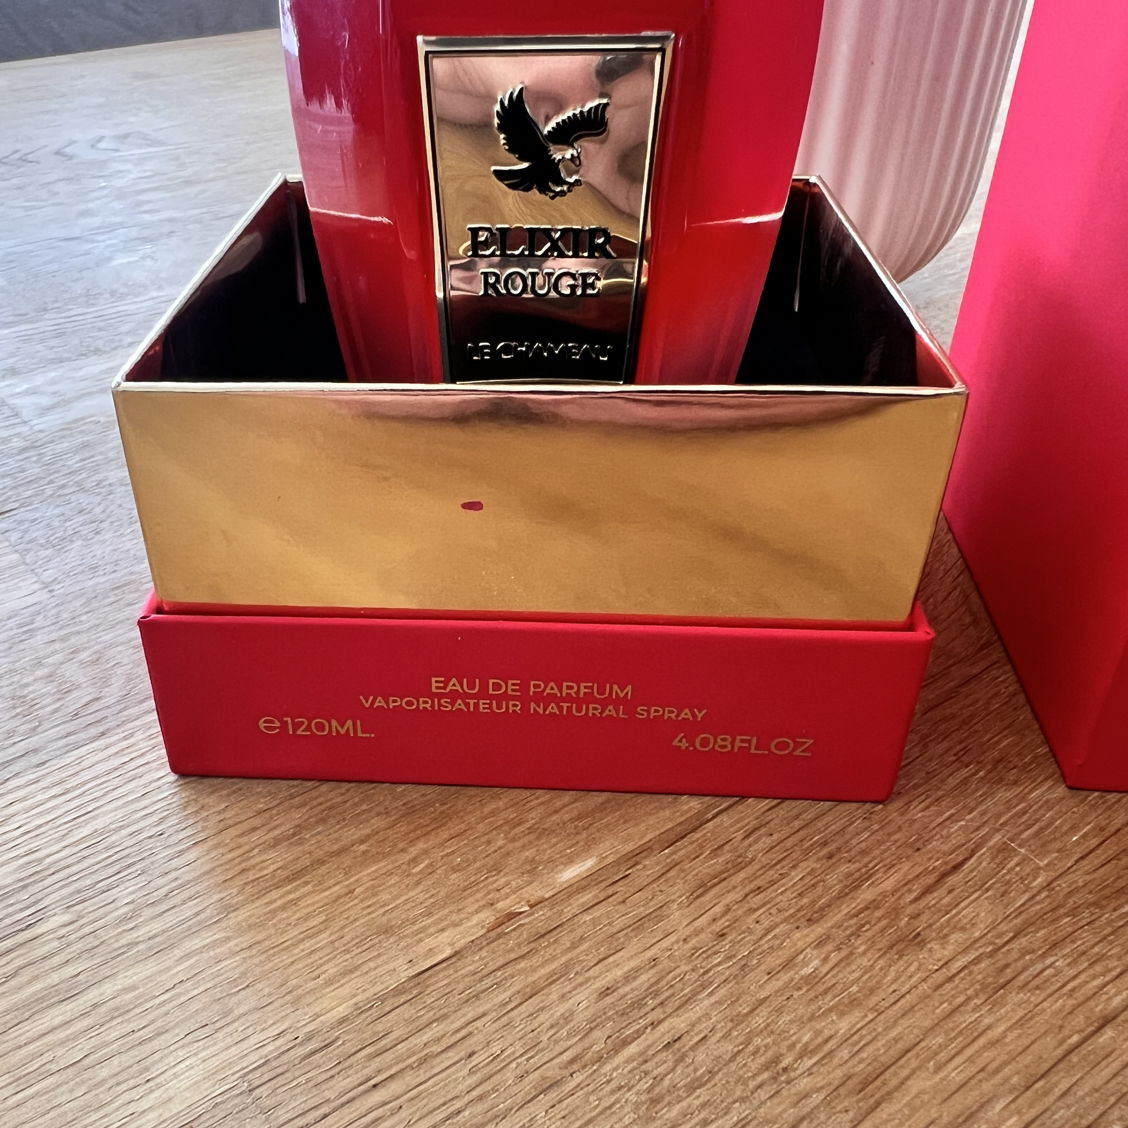 ELIXIR
ROUGE
LE CHAMEAU
EAU DE PARFUM
VAPORISATEUR NATURAL SPRAY
℮120ML.
4.08FL.OZ